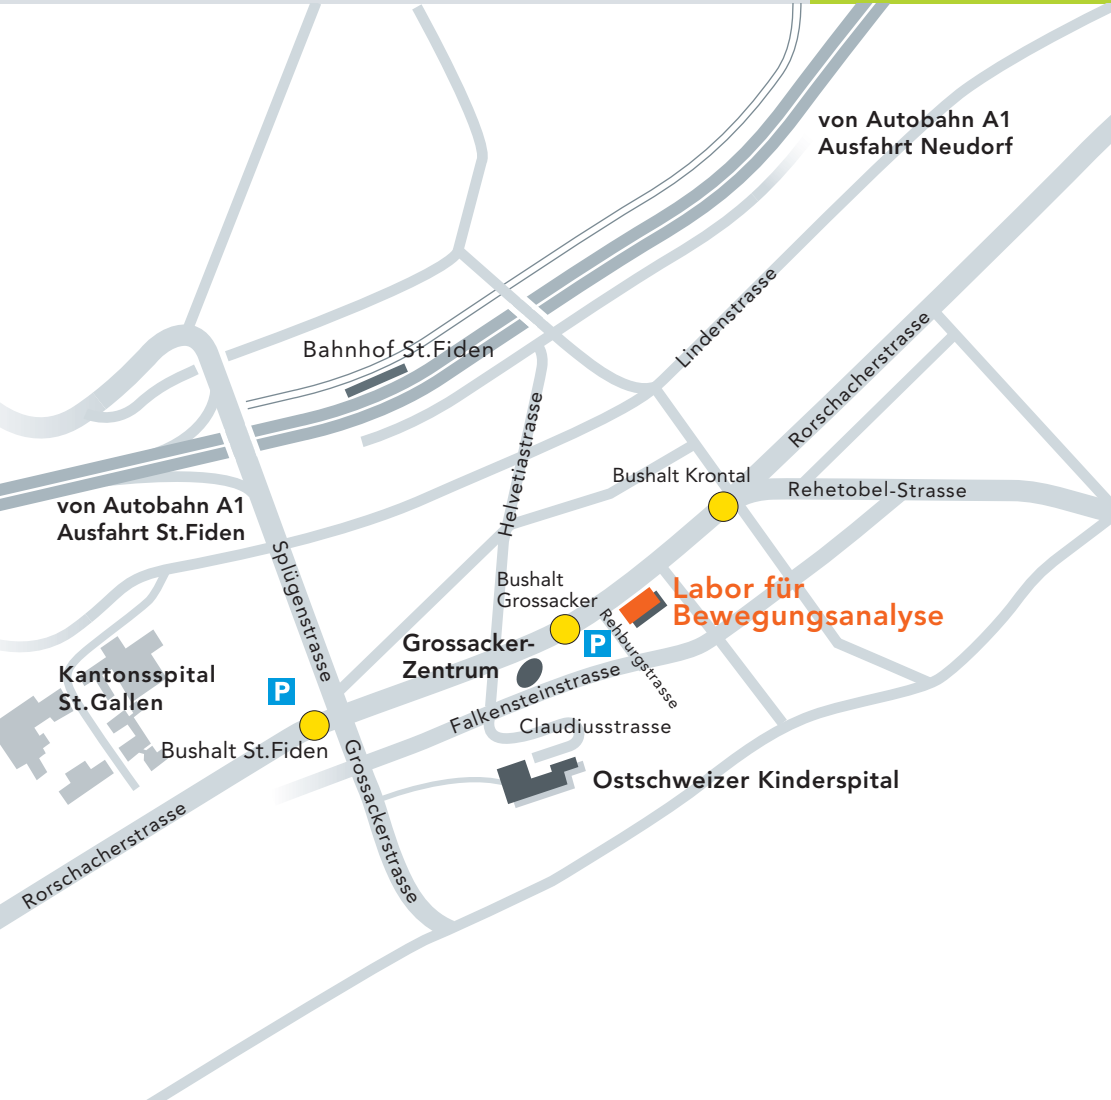 von Autobahn A1
Ausfahrt Neudorf
Lindenstrasse
Bahnhof St.Fiden
Rorschacherstrasse
Helvetiastrasse
Bushalt Krontal
Rehetobel-Strasse
von Autobahn A1
Ausfahrt St.Fiden
Splügenstrasse
Bushalt
Grossacker
Labor für
Bewegungsanalyse
Rehburgstrasse
P
Grossacker-
Zentrum
Kantonsspital
St.Gallen
P
Falkensteinstrasse
Claudiusstrasse
Bushalt St.Fiden
Grossackerstrasse
Ostschweizer Kinderspital
Rorschacherstrasse